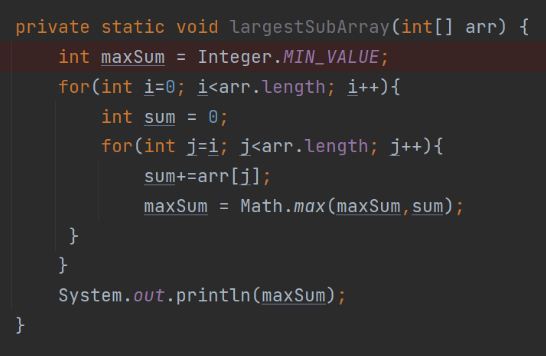 private static void largestSubArray(int[] arr) {
int maxSum = Integer.MIN_VALUE;
for(int i=0; i<arr.length; i++){
int sum = 0;
for(int j=i; j<arr.length; j++){
sum+=arr[j];
maxSum = Math.max(maxSum,sum);
}
}
System.out.println(maxSum);
}